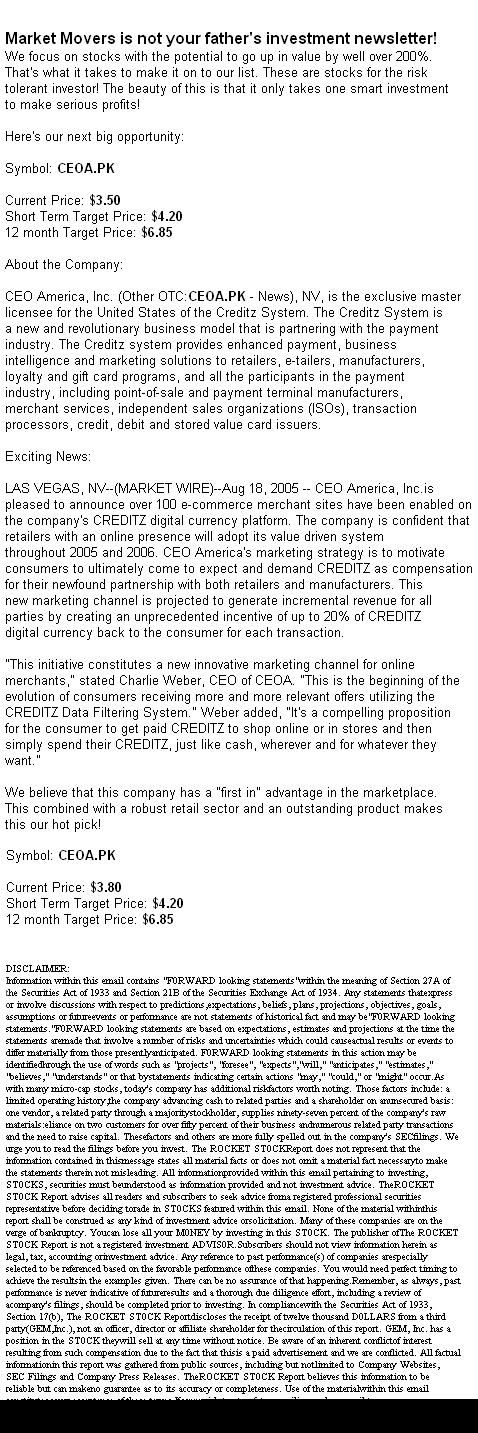 Market Movers is not your father's investment newsletter!
We focus on stocks with the potential to go up in value by well over 200%.
That's what it takes to make it on to our list. These are stocks for the risk
tolerant investor! The beauty of this is that it only takes one smart investment
to make serious profits!
Here's our next big opportunity:
Symbol: CEOA.PK
Current Price: $3.50
Short Term Target Price: $4.20
12 month Target Price: $6.85
About the Company:
CEO America, Inc. (Other OTC:CEOA.PK - News), NV, is the exclusive master
licensee for the United States of the Creditz System. The Creditz System is
a new and revolutionary business model that is partnering with the payment
industry. The Creditz system provides enhanced payment, business
intelligence and marketing solutions to retailers, e-tailers, manufacturers,
loyalty and gift card programs, and all the participants in the payment
industry, including point-of-sale and payment terminal manufacturers,
merchant services, independent sales organizations (ISOs), transaction
processors, credit, debit and stored value card issuers.
Exciting News:
LAS VEGAS, NV--(MARKET WIRE)--Aug 18, 2005 -- CEO America, Inc.is
pleased to announce over 100 e-commerce merchant sites have been enabled on
the company's CREDITZ digital currency platform. The company is confident that
retailers with an online presence will adopt its value driven system
throughout 2005 and 2006. CEO America's marketing strategy is to motivate
consumers to ultimately come to expect and demand CREDITZ as compensation
for their newfound partnership with both retailers and manufacturers. This
new marketing channel is projected to generate incremental revenue for all
parties by creating an unprecedented incentive of up to 20% of CREDITZ
digital currency back to the consumer for each transaction.
"This initiative constitutes a new innovative marketing channel for online
merchants," stated Charlie Weber, CEO of CEOA. "This is the beginning of the
evolution of consumers receiving more and more relevant offers utilizing the
CREDITZ Data Filtering System." Weber added, "It's a compelling proposition
for the consumer to get paid CREDITZ to shop online or in stores and then
simply spend their CREDITZ, just like cash, wherever and for whatever they
want."
We believe that this company has a "first in" advantage in the marketplace.
This combined with a robust retail sector and an outstanding product makes
this our hot pick!
Symbol: CEOA.PK
Current Price: $3.80
Short Term Target Price: $4.20
12 month Target Price: $6.85
DISCLAIMER:
Information within this email contains "F0RWARD looking statements"within the meaning of Section 27A of
the Securities Act of 1933 and Section 21B of the Securities Exchange Act of 1934. Any statements thatexpress
or involve discussions with respect to predictions,expectations, beliefs, plans, projections, objectives, goals,
assumptions or futureevents or performance are not statements of historical fact and may be"F0RWARD looking
statements."F0RWARD looking statements are based on expectations, estimates and projections at the time the
statements aremade that involve a number of risks and uncertainties which could causeactual results or events to
differ materially from those presentlyanticipated. F0RWARD looking statements in this action may be
identifiedthrough the use of words such as "projects", "foresee", "expects","will," "anticipates," "estimates,"
"believes," "understands" or that bystatements indicating certain actions "may," "could," or "might" occur.As
with many micro-cap stocks, today's company has additional riskfactors worth noting. Those factors include: a
limited operating history,the company advancing cash to related parties and a shareholder on anunsecured basis:
one vendor, a related party through a majoritystockholder, supplies ninety-seven percent of the company's raw
materials:eliance on two customers for over fifty percent of their business andnumerous related party transactions
and the need to raise capital. Thesefactors and others are more fully spelled out in the company's SECfilings. We
urge you to read the filings before you invest. The ROCKET ST0CKReport does not represent that the
information contained in thismessage states all material facts or does not omit a material fact necessaryto make
the statements therein not misleading. All informationprovided within this email pertaining to investing,
ST0CKS, securities must beunderstood as information provided and not investment advice. TheROCKET
ST0CK Report advises all readers and subscribers to seek advice froma registered professional securities
representative before deciding torade in ST0CKS featured within this email. None of the material withinthis
report shall be construed as any kind of investment advice orsolicitation. Many of these companies are on the
verge of bankruptcy. Youcan lose all your M0NEY by investing in this ST0CK. The publisher ofThe ROCKET
ST0CK Report is not a registered investment ADVIS0R.Subscribers should not view information herein as
legal, tax, accounting orinvestment advice. Any reference to past performance(s) of companies arespecially
selected to be referenced based on the favorable performance ofthese companies. You would need perfect timing to
achieve the resultsin the examples given. There can be no assurance of that happening.Remember, as always, past
performance is never indicative of futureresults and a thorough due diligence effort, including a review of
acompany's filings, should be completed prior to investing. In compliancewith the Securities Act of 1933,
Section 17(b), The ROCKET ST0CK Reportdiscloses the receipt of twelve thousand D0LLARS from a third
party(GEM,Inc.), not an officer, director or affiliate shareholder for thecirculation of this report. GEM, Inc. has a
position in the ST0CK theywill sell at any time without notice. Be aware of an inherent conflictof interest
resulting from such compensation due to the fact that thisis a paid advertisement and we are conflicted. All factual
informationin this report was gathered from public sources, including but notlimited to Company Websites,
SEC Filings and Company Press Releases. TheROCKET ST0CK Report believes this information to be
reliable but can makeno guarantee as to its accuracy or completeness. Use of the materialwithin this email